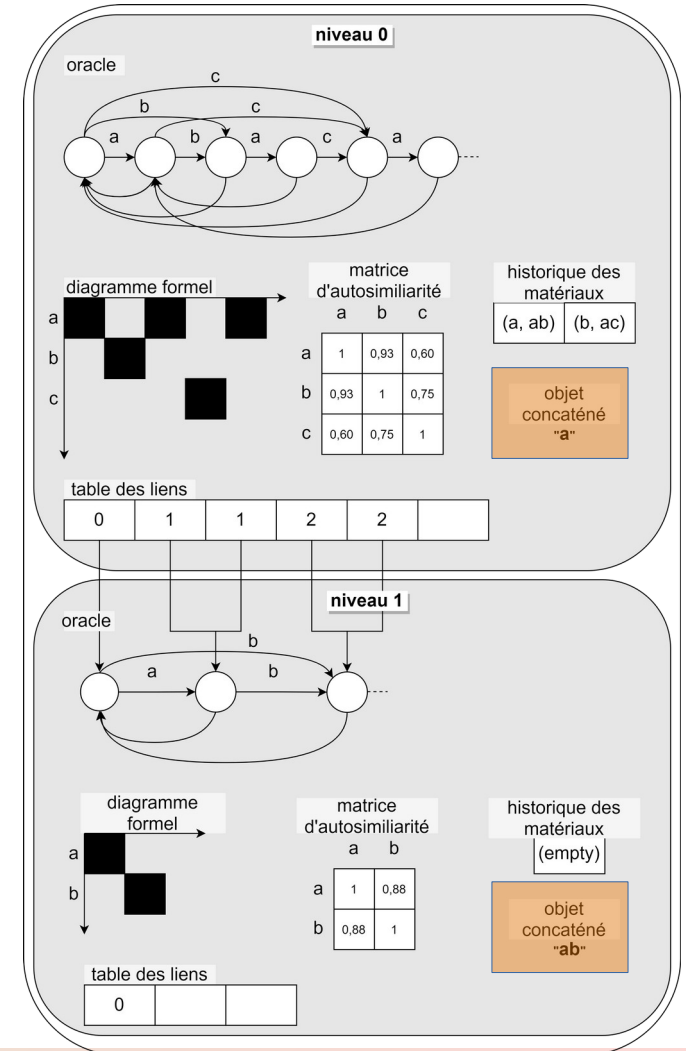 niveau 0
oracle
c
b c
a b a c a
diagramme formel
a
b
c
matrice
d'autosimiliarité
a b c
a 1 0,93 0,60
b 0,93 1 0,75
c 0,60 0,75 1
historique des
matériaux
(a, ab) (b, ac)
objet
concaténé
"a"
table des liens
0 1 1 2 2
niveau 1
oracle
b
a b
diagramme
formel
a
b
matrice
d'autosimiliarité
a b
a 1 0,88
b 0,88 1
historique des
matériaux
(empty)
objet
concaténé
"ab"
table des liens
0